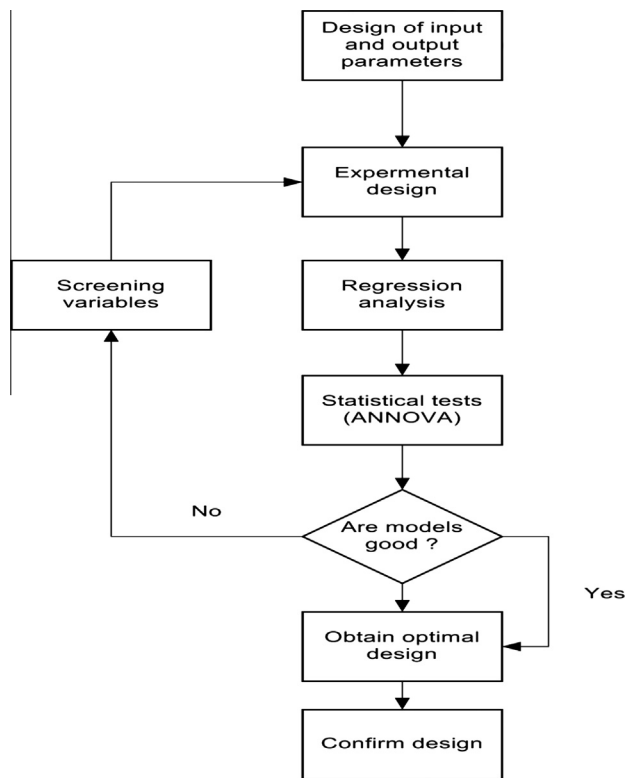 Design of input
and output
parameters
Expermental
design
Screening
variables
Regression
analysis
Statistical tests
(ANNOVA)
No
Are models
good ?
Yes
Obtain optimal
design
Confirm design